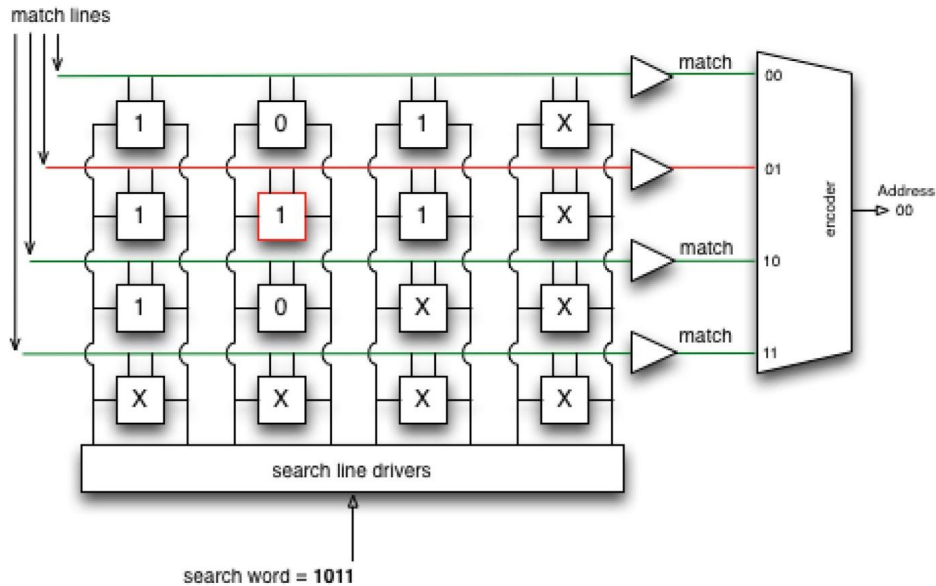 match lines
match
00
1 0 1 X
01
1 1 1 X
encoder
Address
00
match
10
1 0 X X
match
11
X X X X
search line drivers
search word = 1011